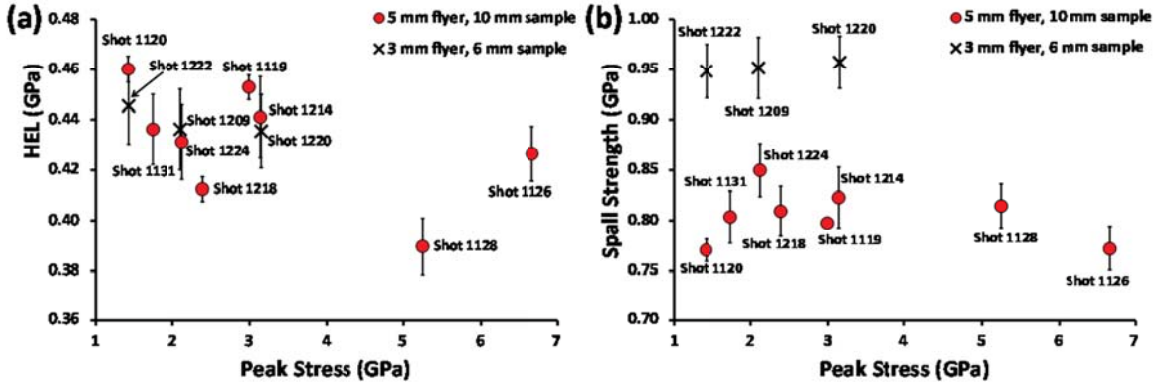 (a)
0.48
0.46
0.44
0.42
0.40
0.38
0.36
HEL (GPa)
1 2 3 4 5 6 7
Peak Stress (GPa)
5 mm flyer, 10 mm sample
3 mm flyer, 6 mm sample
Shot 1120
Shot 1222
Shot 1119
Shot 1214
Shot 1209
Shot 1220
Shot 1224
Shot 1131
Shot 1218
Shot 1126
Shot 1128
(b)
1.00
0.95
0.90
0.85
0.80
0.75
0.70
Spall Strength (GPa)
1 2 3 4 5 6 7
Peak Stress (GPa)
5 mm flyer, 10 mm sample
3 mm flyer, 6 mm sample
Shot 1222
Shot 1220
Shot 1209
Shot 1224
Shot 1131
Shot 1214
Shot 1218
Shot 1119
Shot 1128
Shot 1120
Shot 1126